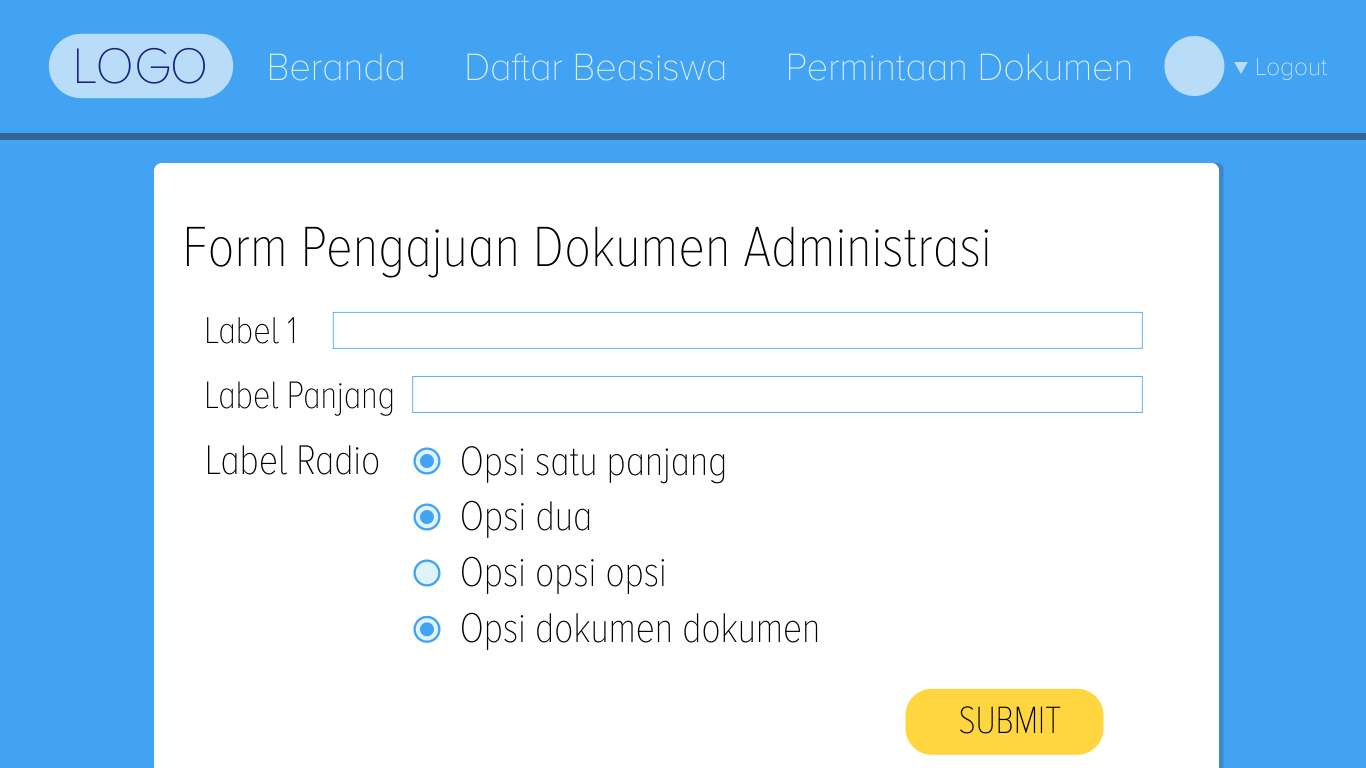 LOGO Beranda Daftar Beasiswa Permintaan Dokumen Logout
Form Pengajuan Dokumen Administrasi
Label 1
Label Panjang
Label Radio Opsi satu panjang
Opsi dua
Opsi opsi opsi
Opsi dokumen dokumen
SUBMIT